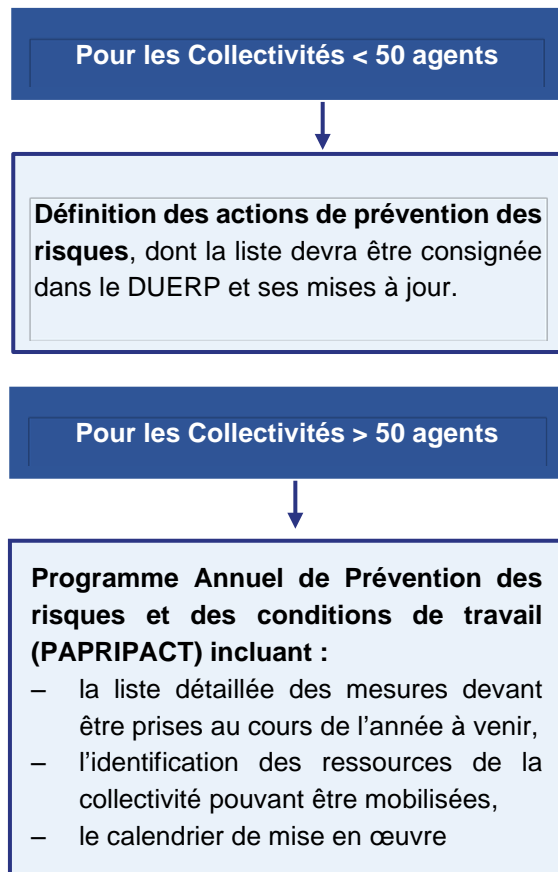 Pour les Collectivités < 50 agents
Définition des actions de prévention des
risques, dont la liste devra être consignée
dans le DUERP et ses mises à jour.
Pour les Collectivités > 50 agents
Programme Annuel de Prévention des
risques et des conditions de travail
(PAPRIPACT) incluant :
– la liste détaillée des mesures devant
être prises au cours de l’année à venir,
– l’identification des ressources de la
collectivité pouvant être mobilisées,
– le calendrier de mise en œuvre